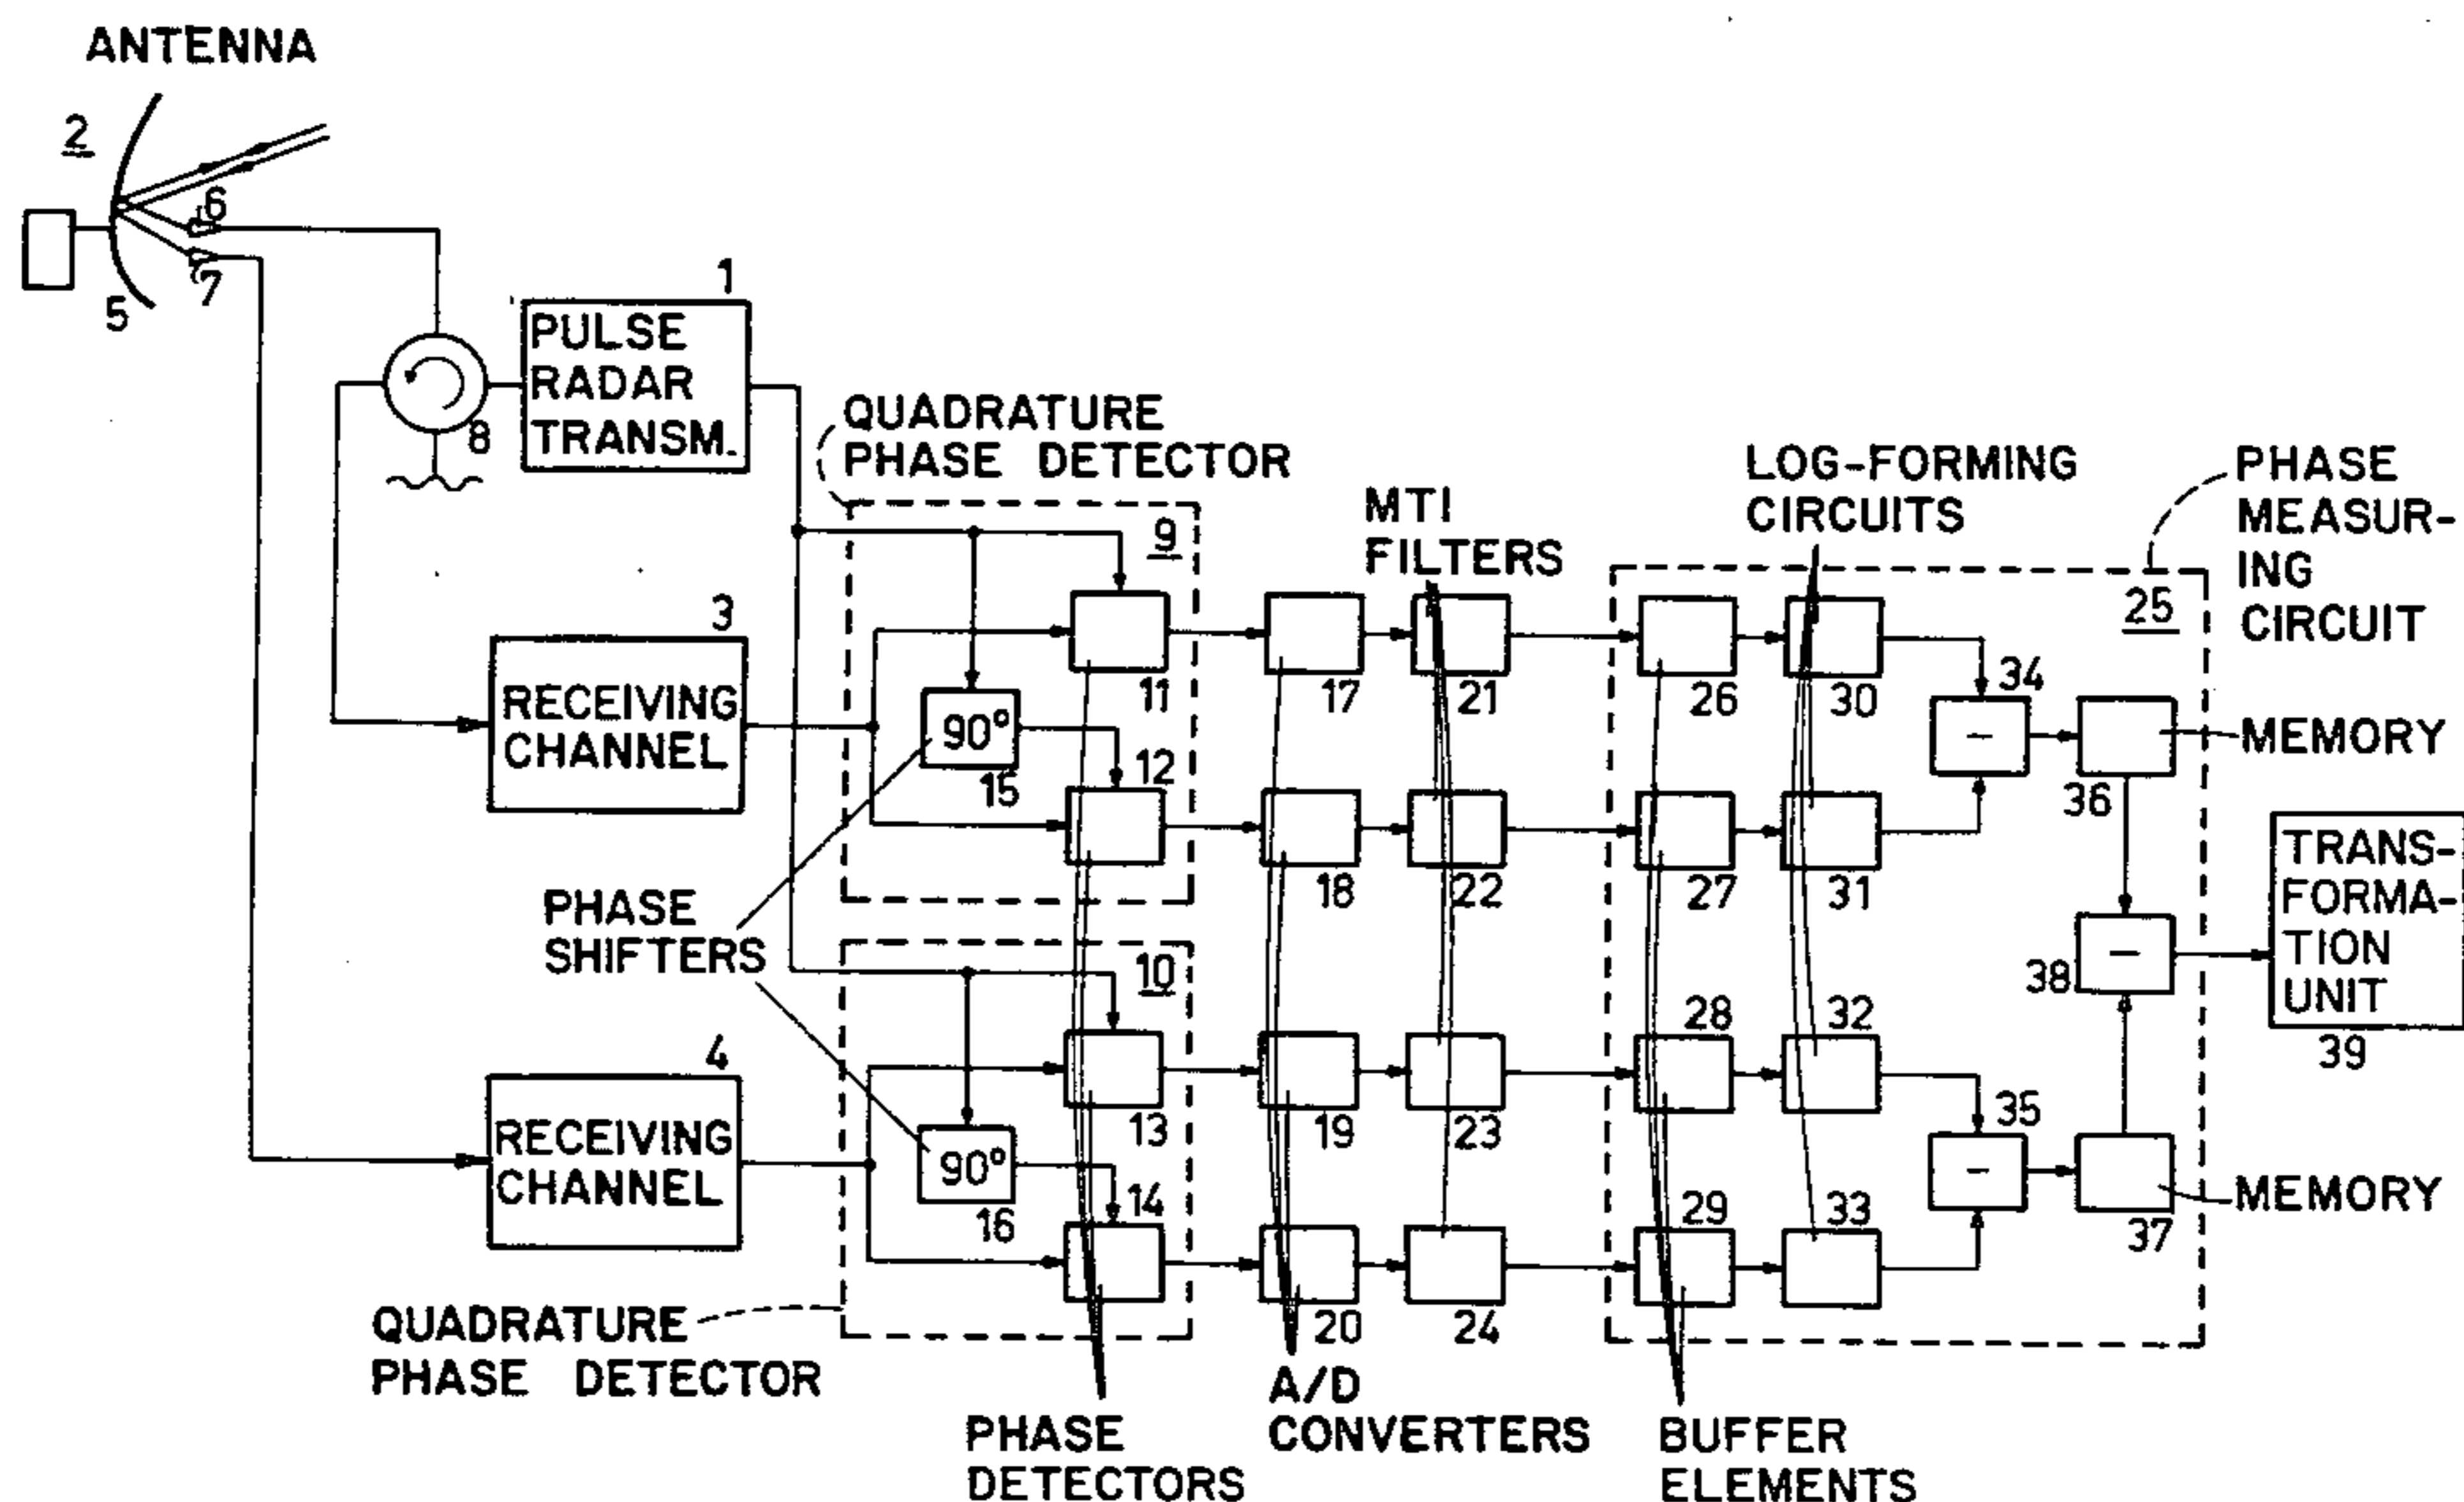 ANTENNA
2
6
7
5
1
PULSE
RADAR
TRANSM.
8
QUADRATURE
PHASE DETECTOR
9
MTI
FILTERS
LOG-FORMING
CIRCUITS
PHASE
MEASUR-
ING
CIRCUIT
25
3
RECEIVING
CHANNEL
11
17
21
26
30
34
90°
15
12
MEMORY
36
18
22
27
31
TRANS-
FORMA-
TION
UNIT
39
PHASE
SHIFTERS
10
38
28
32
4
RECEIVING
CHANNEL
13
19
23
35
90°
16
14
29
33
MEMORY
37
20
24
QUADRATURE
PHASE DETECTOR
PHASE
DETECTORS
A/D
CONVERTERS
BUFFER
ELEMENTS